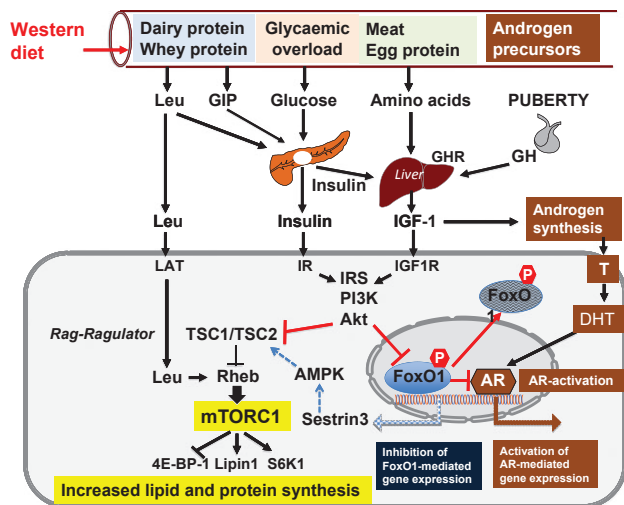 Western
diet
Dairy protein
Whey protein
Glycaemic
overload
Meat
Egg protein
Androgen
precursors
Leu
GIP
Glucose
Amino acids
PUBERTY
Insulin
Liver
GHR
GH
Leu
Insulin
IGF-1
Androgen
synthesis
LAT
IR
IGF1R
T
IRS
PI3K
Akt
P
FoxO
1
DHT
Rag-Ragulator
TSC1/TSC2
P
FoxO1
AR
AR-activation
Leu
Rheb
AMPK
mTORC1
Sestrin3
4E-BP-1
Lipin1
S6K1
Inhibition of
FoxO1-mediated
gene expression
Activation of
AR-mediated
gene expression
Increased lipid and protein synthesis